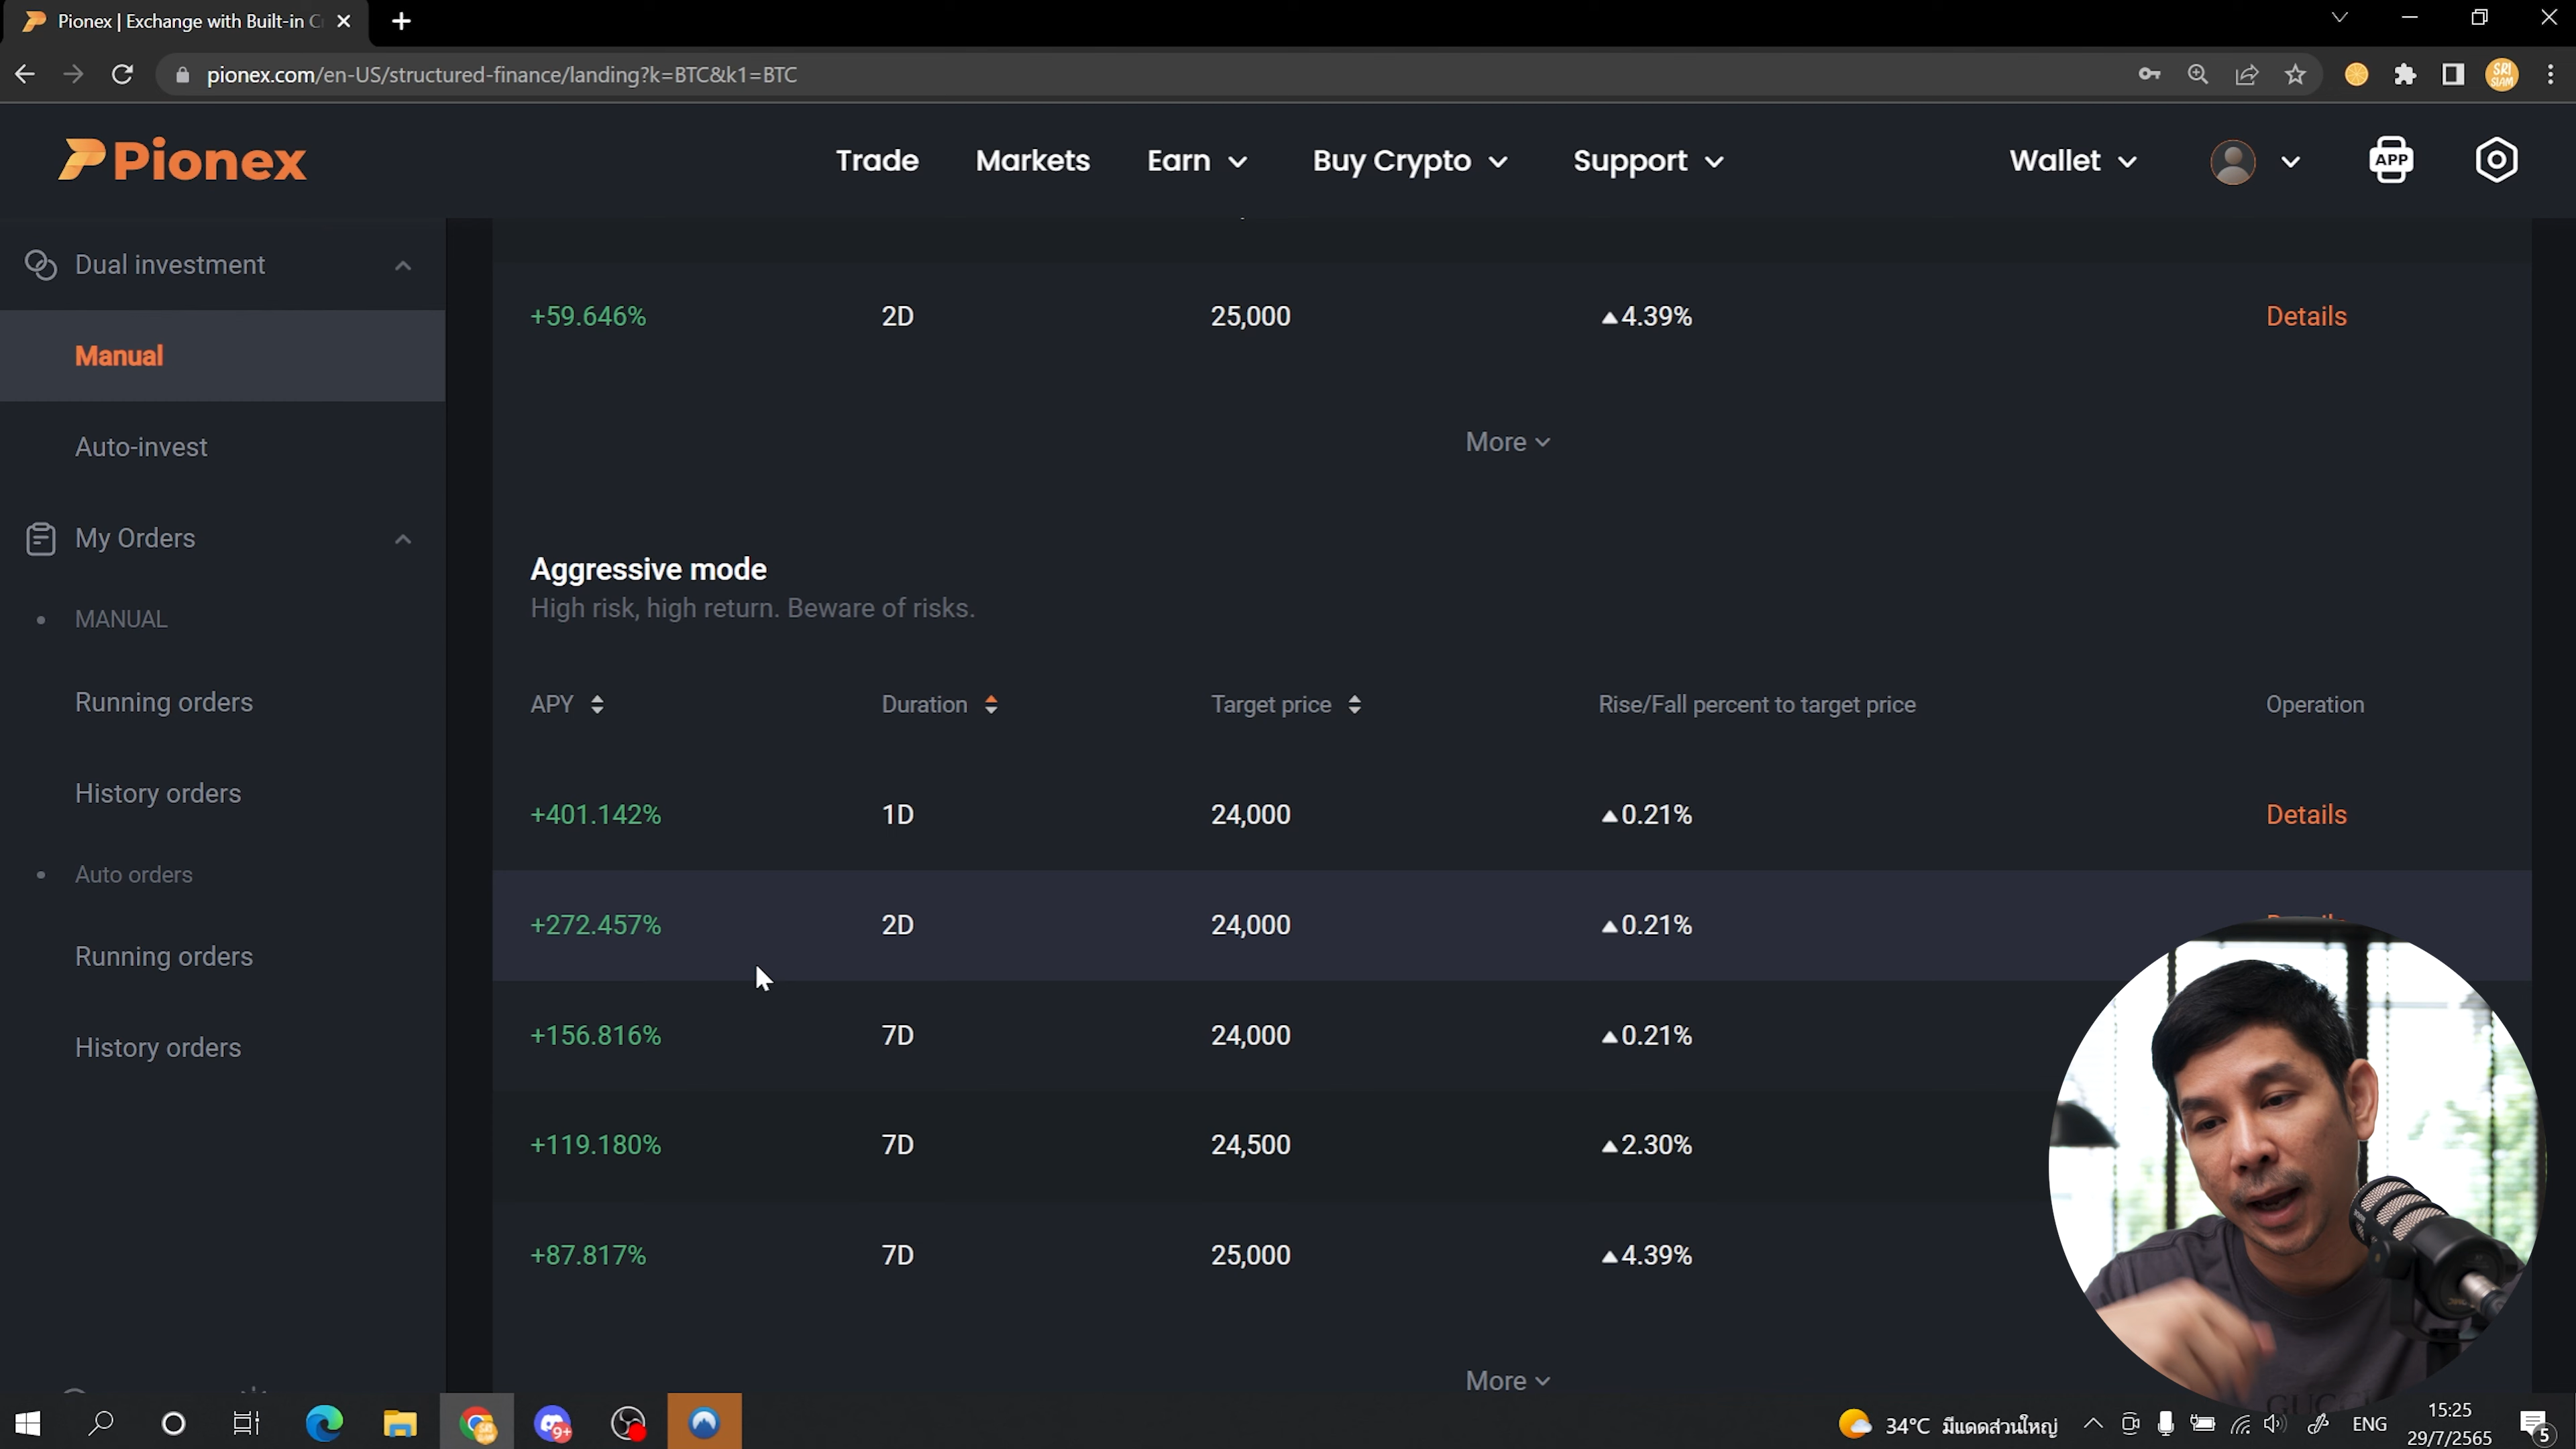 Pionex | Exchange with Built-in Cr
pionex.com/en-US/structured-finance/landing?k=BTC&k1=BTC
SRI SIAM
Pionex
Trade
Markets
Earn
Buy Crypto
Support
Wallet
APP
Dual investment
Manual
Auto-invest
My Orders
MANUAL
Running orders
History orders
Auto orders
Running orders
History orders
+59.646% 2D 25,000 4.39% Details
More
Aggressive mode
High risk, high return. Beware of risks.
APY Duration Target price Rise/Fall percent to target price Operation
+401.142% 1D 24,000 0.21% Details
+272.457% 2D 24,000 0.21%
+156.816% 7D 24,000 0.21%
+119.180% 7D 24,500 2.30%
+87.817% 7D 25,000 4.39%
More
9+
34°C มีแดดส่วนใหญ่
ENG
15:25
29/7/2565
5